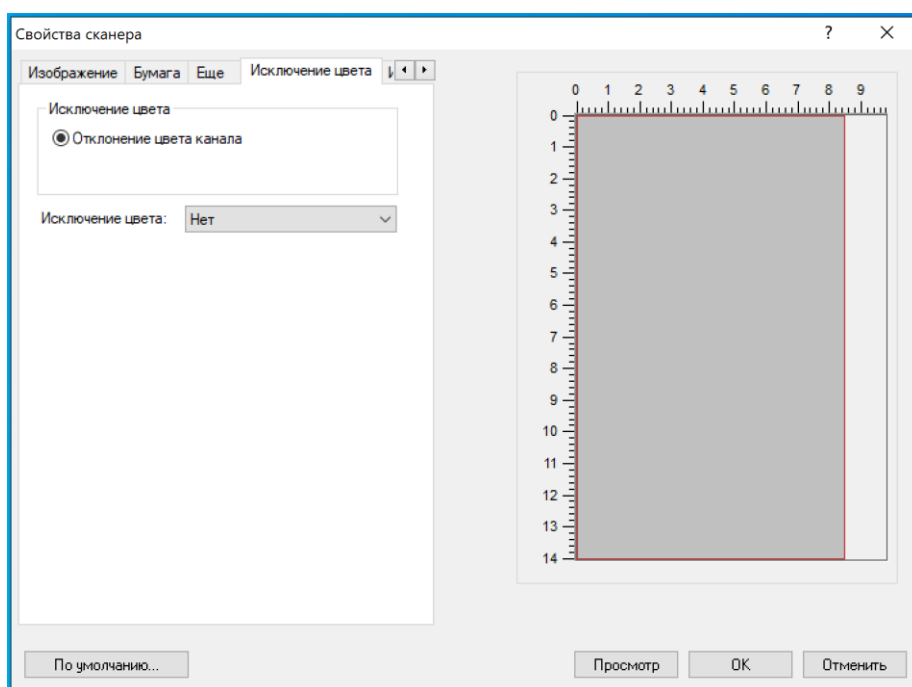 Свойства сканера ?
Изображение Бумага Еще Исключение цвета
Исключение цвета
Отклонение цвета канала
Исключение цвета: Нет
0 1 2 3 4 5 6 7 8 9
0
1
2
3
4
5
6
7
8
9
10
11
12
13
14
По умолчанию... Просмотр OK Отменить